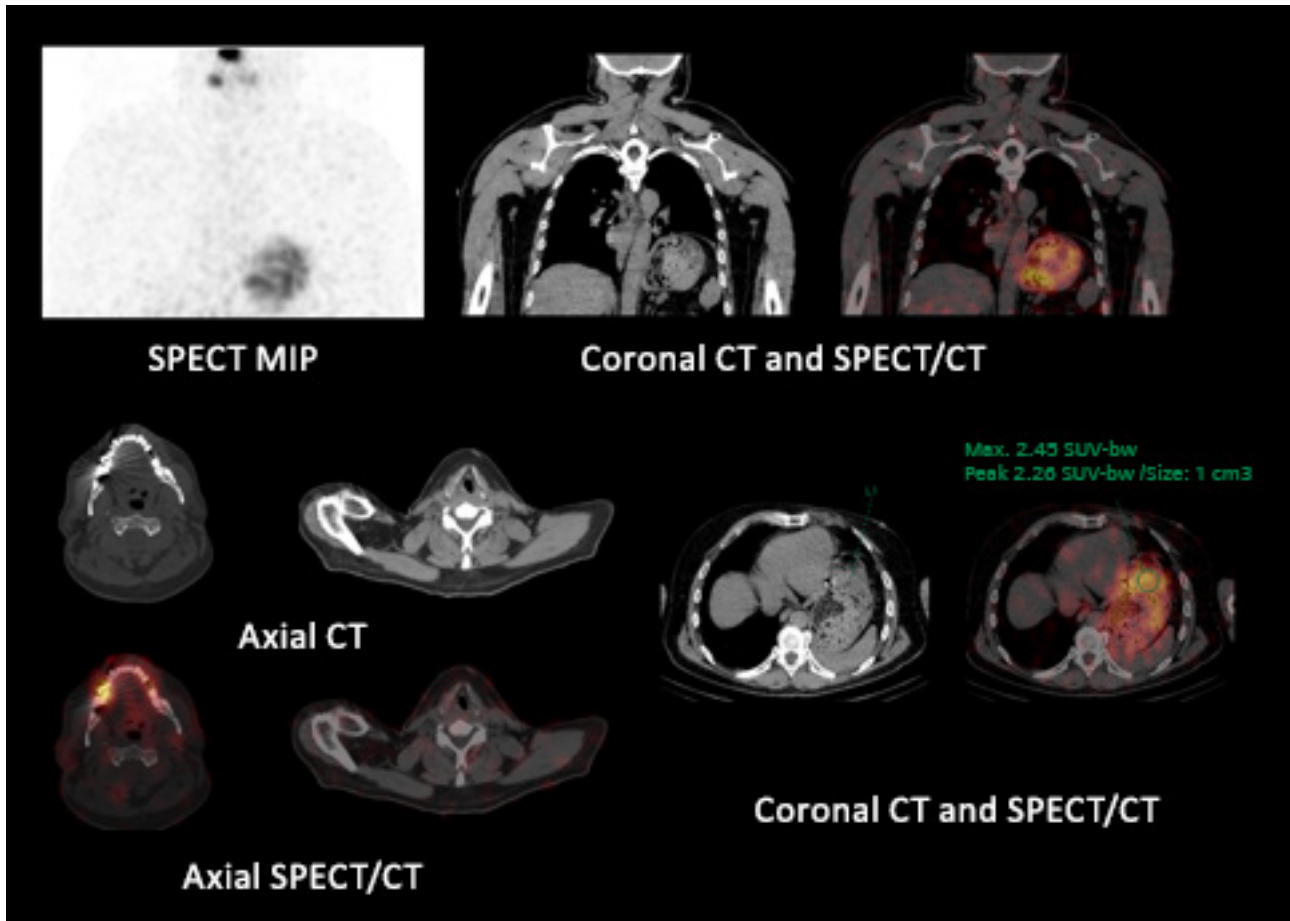 SPECT MIP
Coronal CT and SPECT/CT
Max. 2.45 SUV-bw
Peak 2.26 SUV-bw /Size: 1 cm3
Axial CT
Coronal CT and SPECT/CT
Axial SPECT/CT